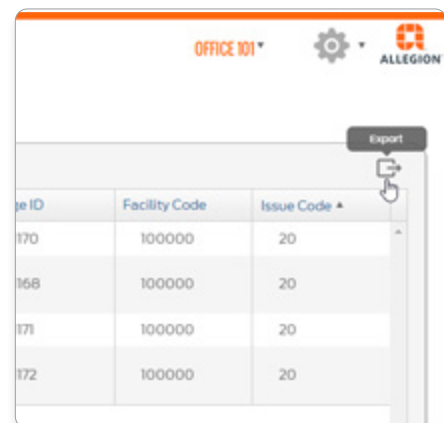 OFFICE 101
ALLEGION
Export
ge ID Facility Code Issue Code
170 100000 20
168 100000 20
171 100000 20
172 100000 20